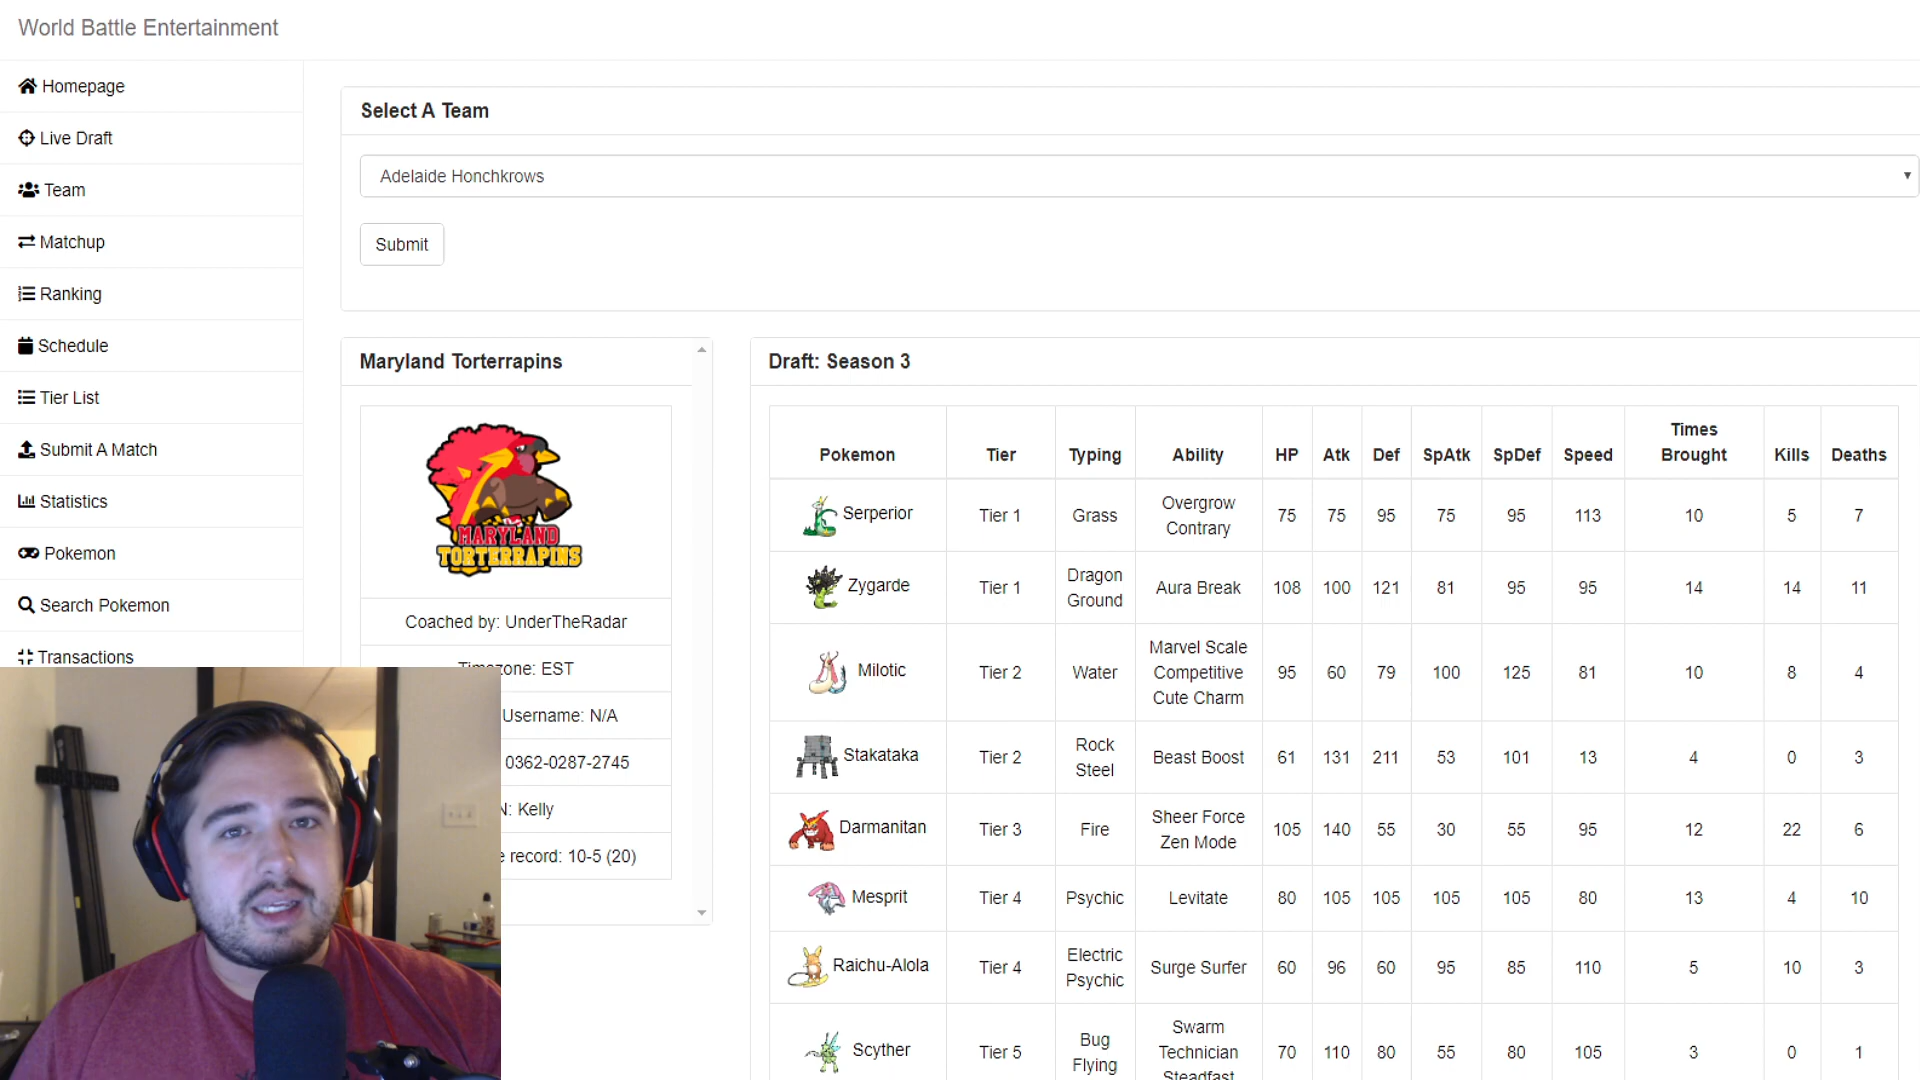 World Battle Entertainment
Homepage
Live Draft
Team
Matchup
Ranking
Schedule
Tier List
Submit A Match
Statistics
Pokemon
Search Pokemon
Transactions
Select A Team
Adelaide Honchkrows
Submit
Maryland Torterrapins
MARYLAND
TORTERRAPINS
Coached by: UnderTheRadar
Timezone: EST
Username: N/A
0362-0287-2745
Kelly
record: 10-5 (20)
Draft: Season 3
Pokemon Tier Typing Ability HP Atk Def SpAtk SpDef Speed Times Brought Kills Deaths
Serperior Tier 1 Grass Overgrow Contrary 75 75 95 75 95 113 10 5 7
Zygarde Tier 1 Dragon Ground Aura Break 108 100 121 81 95 95 14 14 11
Milotic Tier 2 Water Marvel Scale Competitive Cute Charm 95 60 79 100 125 81 10 8 4
Stakataka Tier 2 Rock Steel Beast Boost 61 131 211 53 101 13 4 0 3
Darmanitan Tier 3 Fire Sheer Force Zen Mode 105 140 55 30 55 95 12 22 6
Mesprit Tier 4 Psychic Levitate 80 105 105 105 105 80 13 4 10
Raichu-Alola Tier 4 Electric Psychic Surge Surfer 60 96 60 95 85 110 5 10 3
Scyther Tier 5 Bug Flying Swarm Technician Steadfast 70 110 80 55 80 105 3 0 1